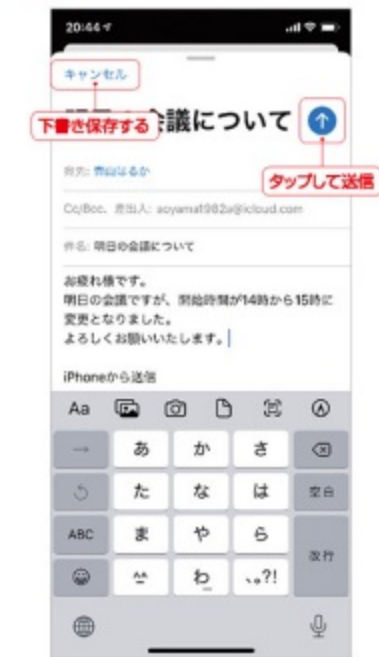 20:44
キャンセル
下書き保存する
会議について
タップして送信
宛先: 青山はるか
Cc/Bcc、差出人: aoyama1982a@icloud.com
件名: 明日の会議について
お疲れ様です。
明日の会議ですが、開始時間が14時から15時に
変更となりました。
よろしくお願いいたします。
iPhoneから送信
Aa
→ あ か さ
た な は 空白
ABC ま や ら
改行
^^ わ 、。?!